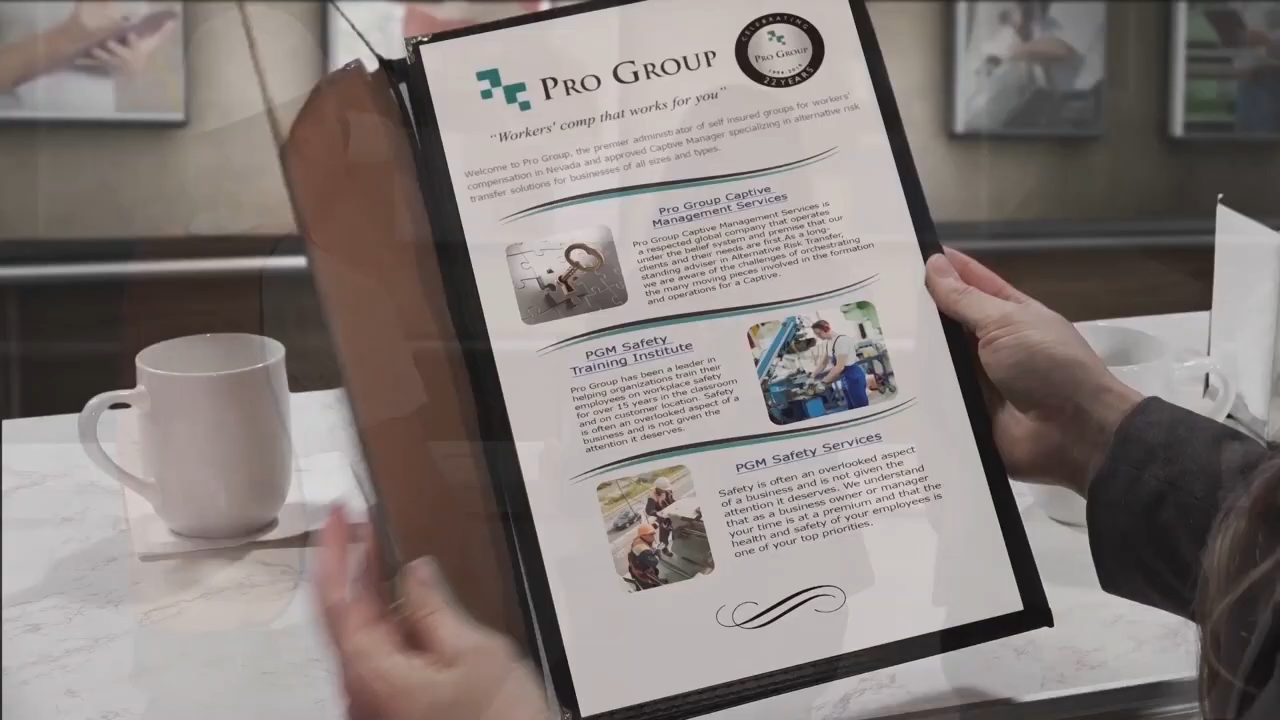 PRO GROUP
CELEBRATING
PRO GROUP
22 YEARS
"Workers' comp that works for you"
Welcome to Pro Group, the premier administrator of self insured groups for workers'
compensation in Nevada and approved Captive Manager specializing in alternative risk
transfer solutions for businesses of all sizes and types.
Pro Group Captive
Management Services
Pro Group Captive Management Services is
a respected global company that operates
under the belief system and premise that our
clients and their needs are first.As a long-
standing adviser in Alternative Risk Transfer,
we are aware of the challenges of orchestrating
the many moving pieces involved in the formation
and operations for a Captive.
PGM Safety
Training Institute
Pro Group has been a leader in
helping organizations train their
employees on workplace safety
for over 15 years in the classroom
and on customer location. Safety
is often an overlooked aspect of a
business and is not given the
attention it deserves.
PGM Safety Services
Safety is often an overlooked aspect
of a business and is not given the
attention it deserves. We understand
that as a business owner or manager
your time is at a premium and that the
health and safety of your employees is
one of your top priorities.